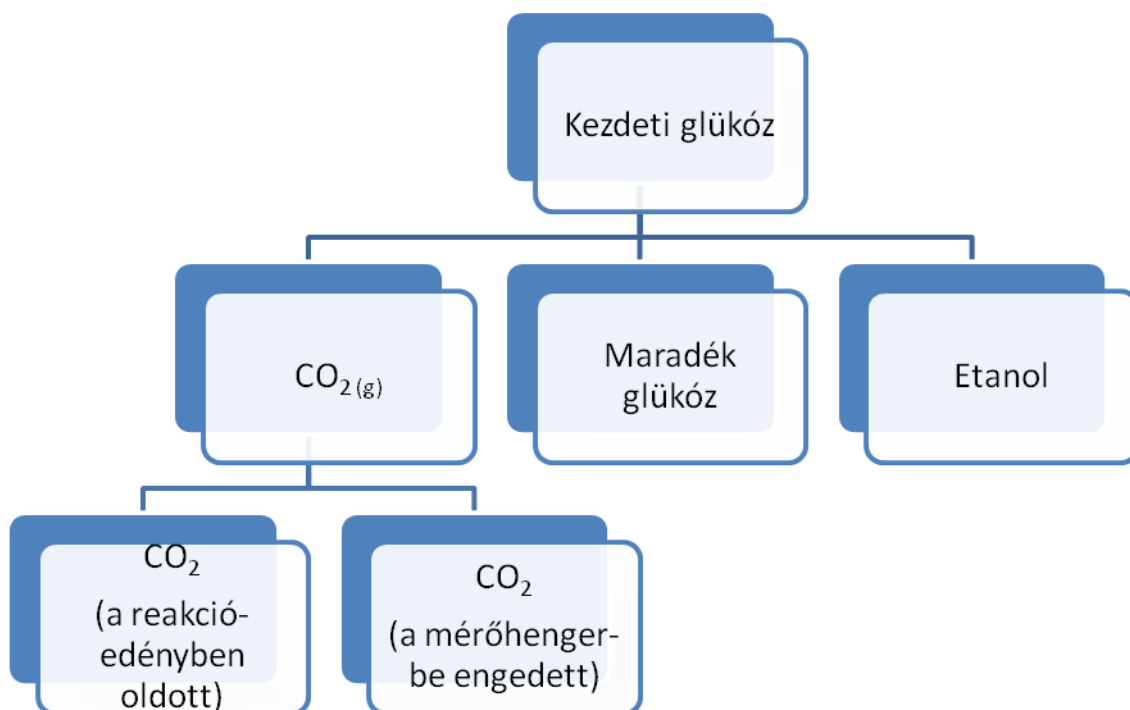 Kezdeti glükóz
CO₂ (g)
Maradék
glükóz
Etanol
CO₂
(a reakció-
edényben
oldott)
CO₂
(a mérőhenger-
be engedett)